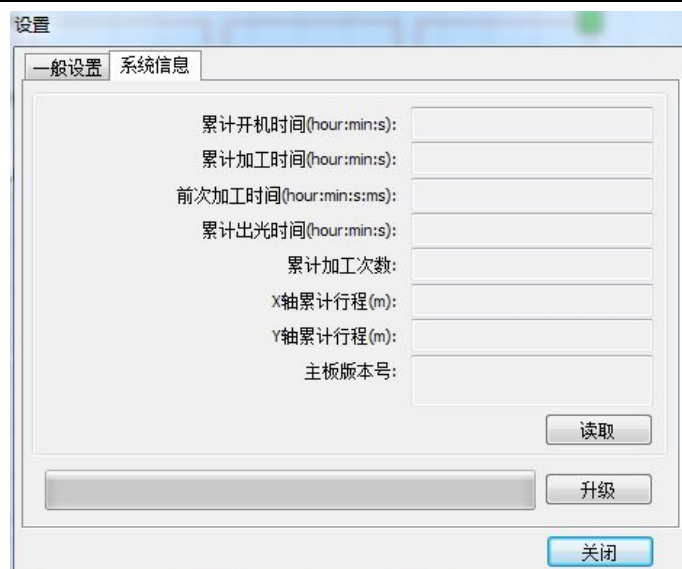 设置
一般设置 系统信息
累计开机时间(hour:min:s):
累计加工时间(hour:min:s):
前次加工时间(hour:min:s:ms):
累计出光时间(hour:min:s):
累计加工次数:
X轴累计行程(m):
Y轴累计行程(m):
主板版本号:
读取
升级
关闭